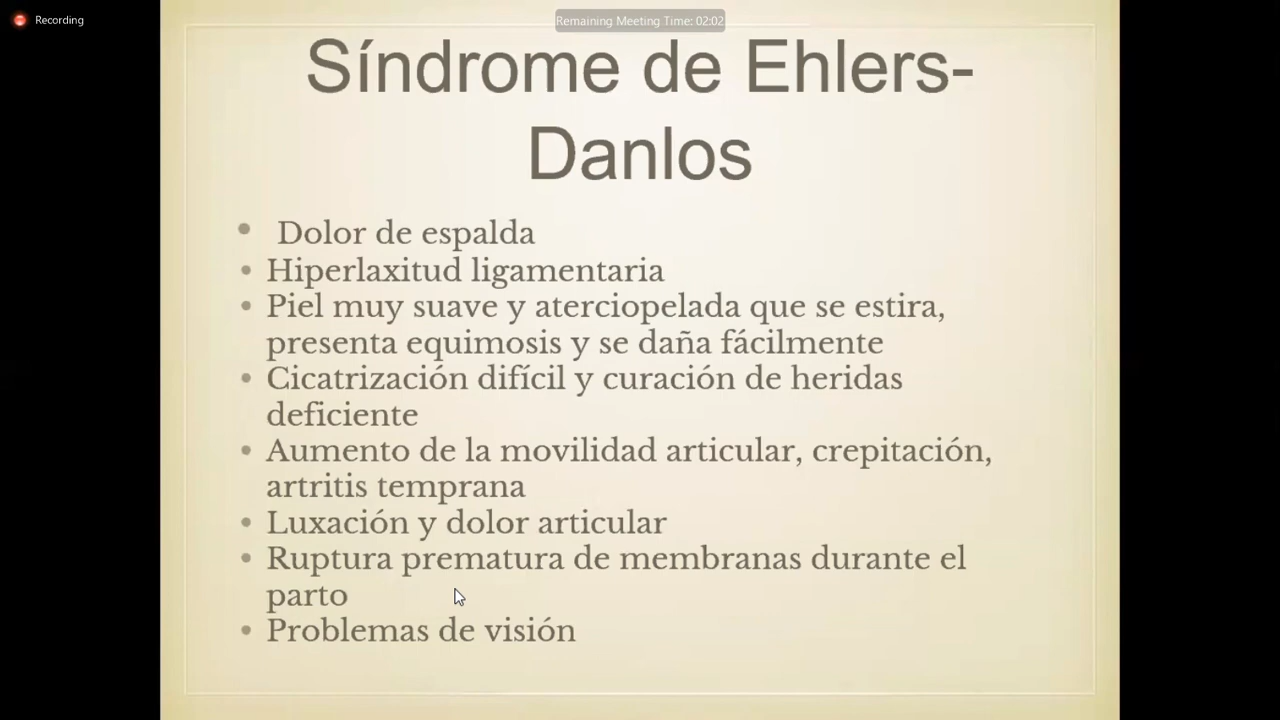 Recording
Remaining Meeting Time: 02:02
Síndrome de Ehlers-
Danlos
• Dolor de espalda
• Hiperlaxitud ligamentaria
• Piel muy suave y aterciopelada que se estira,
presenta equimosis y se daña fácilmente
• Cicatrización difícil y curación de heridas
deficiente
• Aumento de la movilidad articular, crepitación,
artritis temprana
• Luxación y dolor articular
• Ruptura prematura de membranas durante el
parto
• Problemas de visión